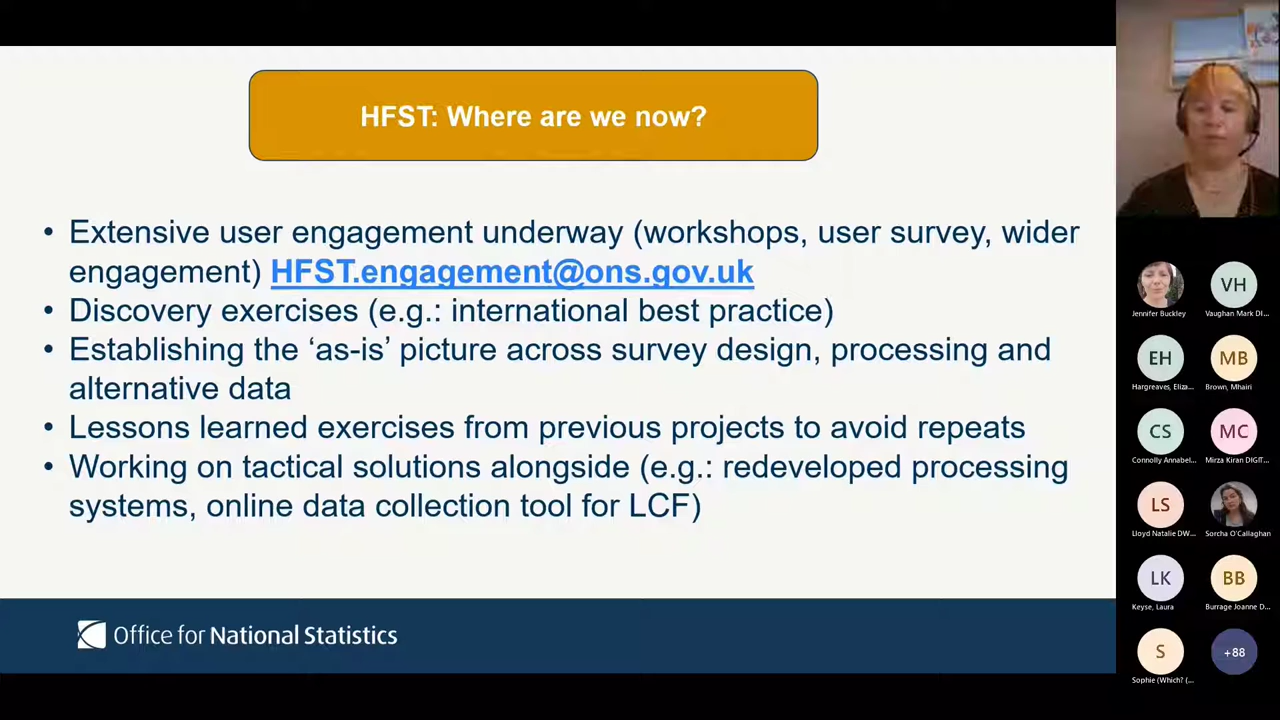 HFST: Where are we now?
• Extensive user engagement underway (workshops, user survey, wider
engagement) HFST.engagement@ons.gov.uk
• Discovery exercises (e.g.: international best practice)
• Establishing the ‘as-is’ picture across survey design, processing and
alternative data
• Lessons learned exercises from previous projects to avoid repeats
• Working on tactical solutions alongside (e.g.: redeveloped processing
systems, online data collection tool for LCF)
Office for National Statistics
VH
Jennifer Buckley
Vaughan Mark DI...
EH
MB
Hargreaves, Eliza...
Brown, Mhairi
CS
MC
Connolly Annabel...
Mirza Kiran DIGIT...
LS
Lloyd Natalie DW...
Sorcha O'Callaghan
LK
BB
Keyse, Laura
Burrage Joanne D...
S
+88
Sophie (Which? (...